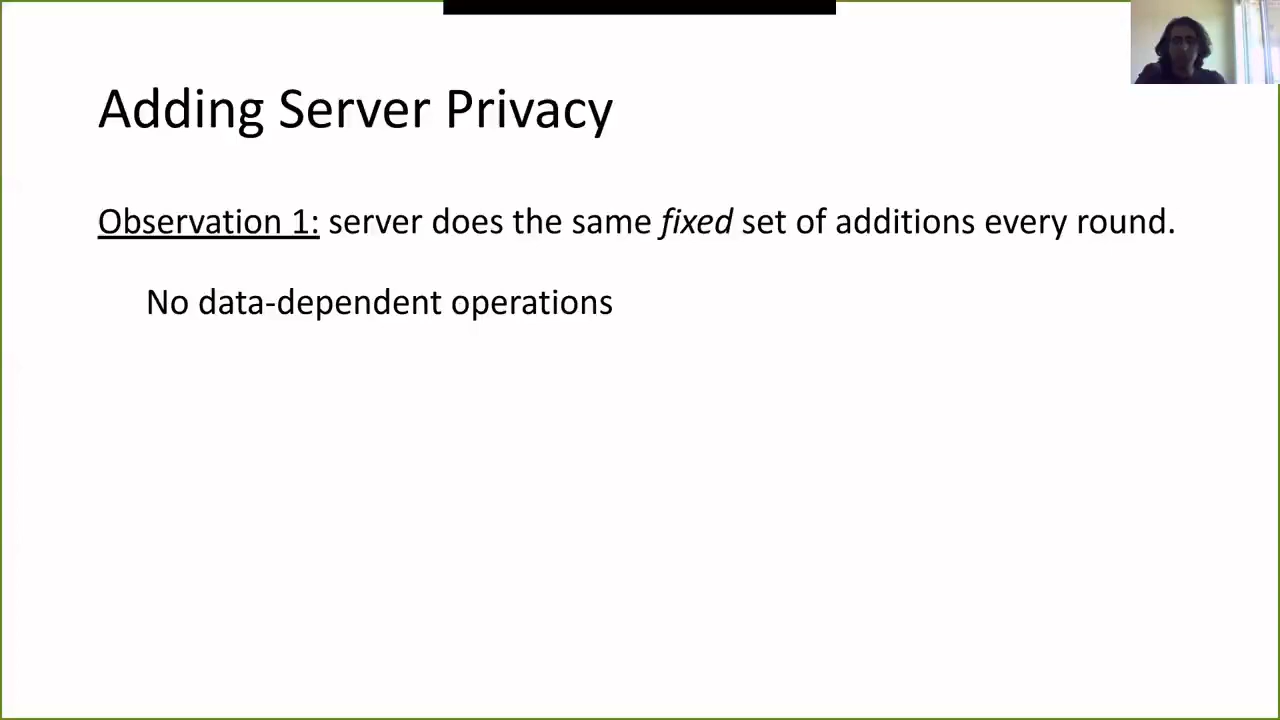 Adding Server Privacy
Observation 1: server does the same fixed set of additions every round.
No data-dependent operations